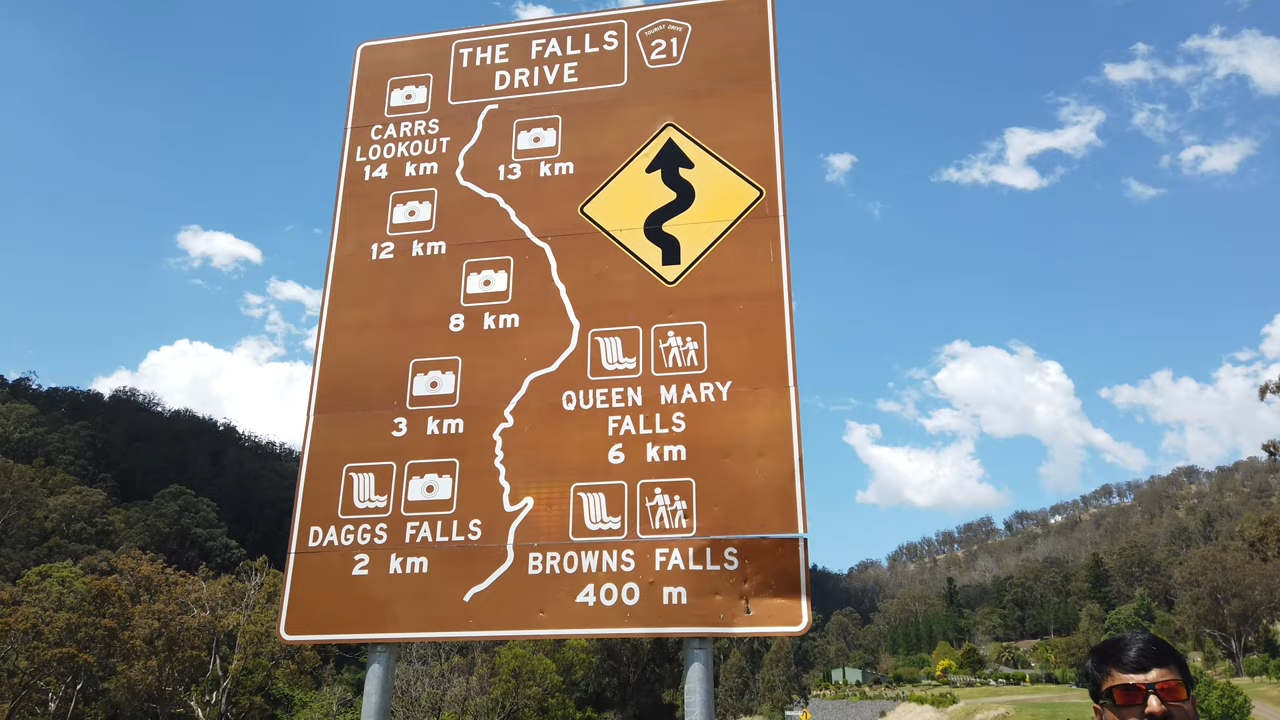 THE FALLS
DRIVE
TOURIST DRIVE
21
CARRS
LOOKOUT
14 km
13 km
12 km
8 km
QUEEN MARY
FALLS
6 km
3 km
DAGGS FALLS
2 km
BROWNS FALLS
400 m